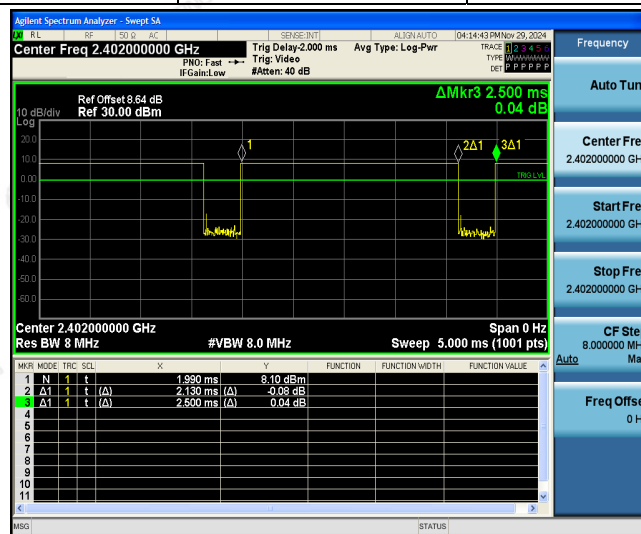 Agilent Spectrum Analyzer - Swept SA
RL RF 50 Ω AC SENSE:INT ALIGN AUTO 04:14:43 PM Nov 29, 2024
Center Freq 2.402000000 GHz
PNO: Fast
IFGain:Low
Trig Delay-2.000 ms
Trig: Video
#Atten: 40 dB
Avg Type: Log-Pwr
TRACE 1 2 3 4 5 6
TYPE W
DET P P P P P P
Frequency
ΔMkr3 2.500 ms
0.04 dB
Ref Offset 8.64 dB
Ref 30.00 dBm
10 dB/div
Log
20.0
10.0
0.00
-10.0
-20.0
-30.0
-40.0
-50.0
-60.0
1
2Δ1
3Δ1
TRIG LVL
Center 2.402000000 GHz
Span 0 Hz
Res BW 8 MHz
#VBW 8.0 MHz
Sweep 5.000 ms (1001 pts)
MKR MODE TRC SCL X Y FUNCTION FUNCTION WIDTH FUNCTION VALUE
1 N 1 t 1.990 ms 8.10 dBm
2 Δ1 1 t (Δ) 2.130 ms (Δ) -0.08 dB
3 Δ1 1 t (Δ) 2.500 ms (Δ) 0.04 dB
4
5
6
7
8
9
10
11
MSG
STATUS
Auto Tun
Center Fre
2.402000000 GH
Start Fre
2.402000000 GH
Stop Fre
2.402000000 GH
CF Ste
8.000000 MH
Auto Ma
Freq Offse
0 H